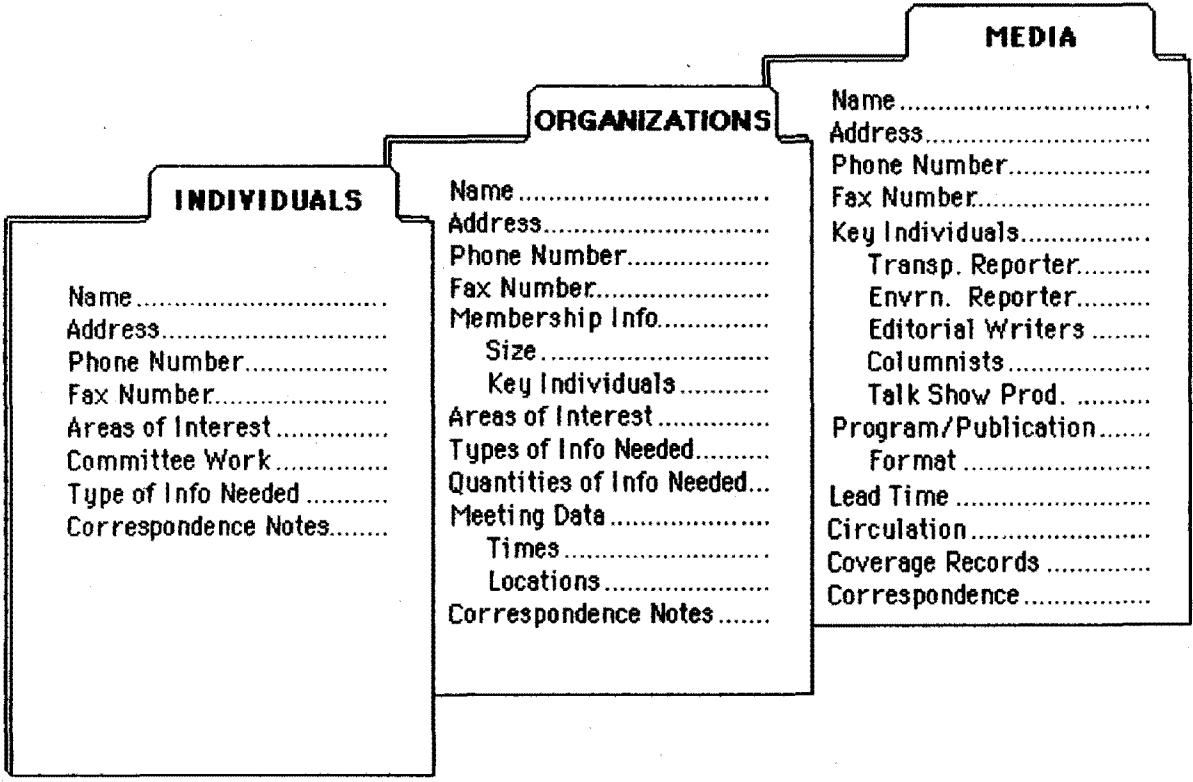 INDIVIDUALS
Name..............................
Address...........................
Phone Number.................
Fax Number.....................
Areas of Interest..............
Committee Work..............
Type of Info Needed..........
Correspondence Notes.......
ORGANIZATIONS
Name..............................
Address...........................
Phone Number.................
Fax Number.....................
Membership Info..............
Size...........................
Key Individuals...........
Areas of Interest..............
Types of Info Needed.........
Quantities of Info Needed...
Meeting Data...................
Times.........................
Locations....................
Correspondence Notes.......
MEDIA
Name..............................
Address...........................
Phone Number.................
Fax Number.....................
Key Individuals................
Transp. Reporter.........
Envrn. Reporter.........
Editorial Writers.......
Columnists.................
Talk Show Prod. .........
Program/Publication.......
Format.......................
Lead Time........................
Circulation......................
Coverage Records.............
Correspondence................